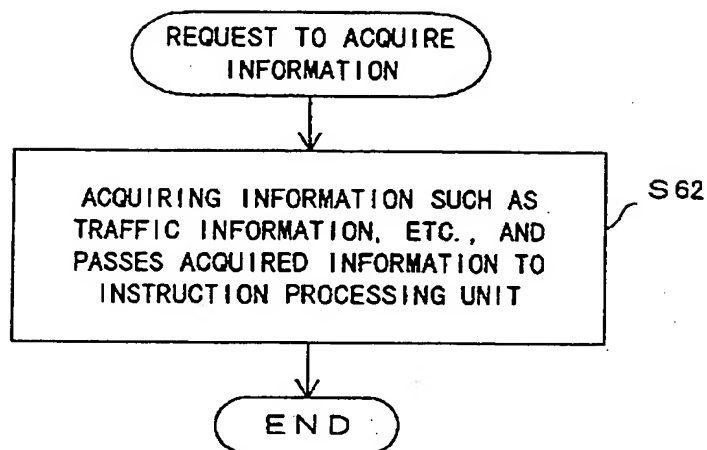 REQUEST TO ACQUIRE
INFORMATION
ACQUIRING INFORMATION SUCH AS
TRAFFIC INFORMATION, ETC., AND
PASSES ACQUIRED INFORMATION TO
INSTRUCTION PROCESSING UNIT
S62
END